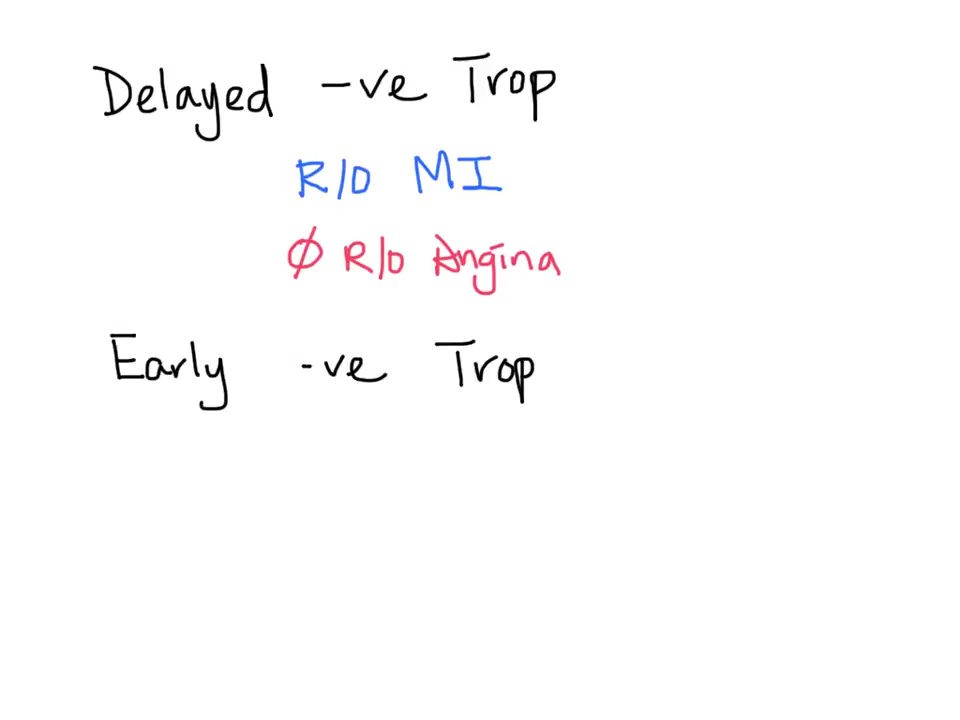 Delayed -ve Trop
R/O MI
Ø R/O Angina
Early -ve Trop